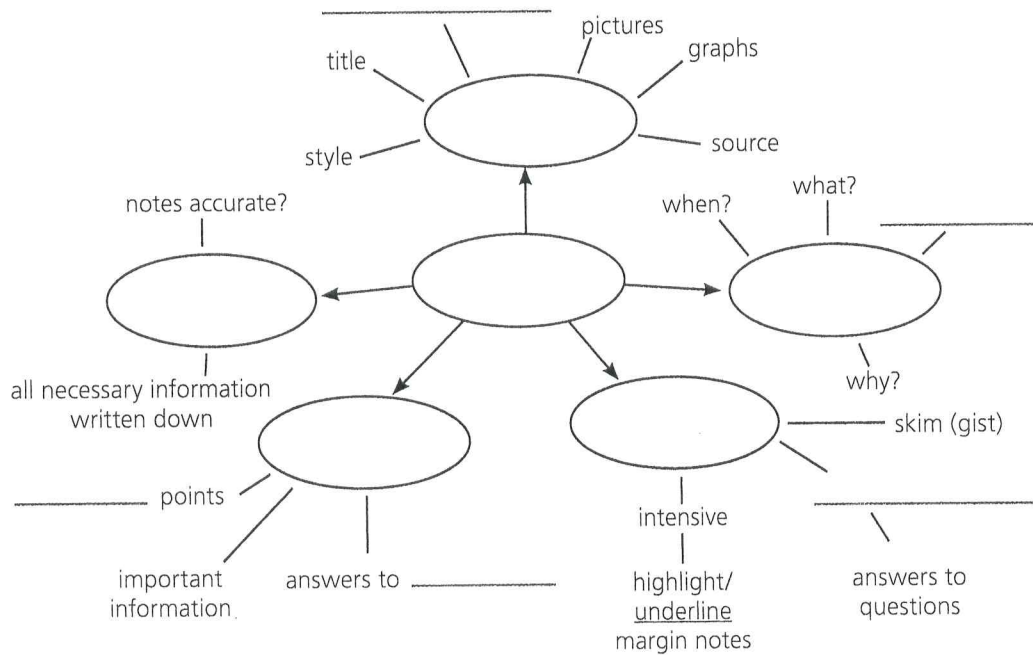 pictures
graphs
title
source
style
what?
when?
notes accurate?
why?
all necessary information
written down
skim (gist)
points
intensive
important
information
answers to
highlight/
underline
margin notes
answers to
questions